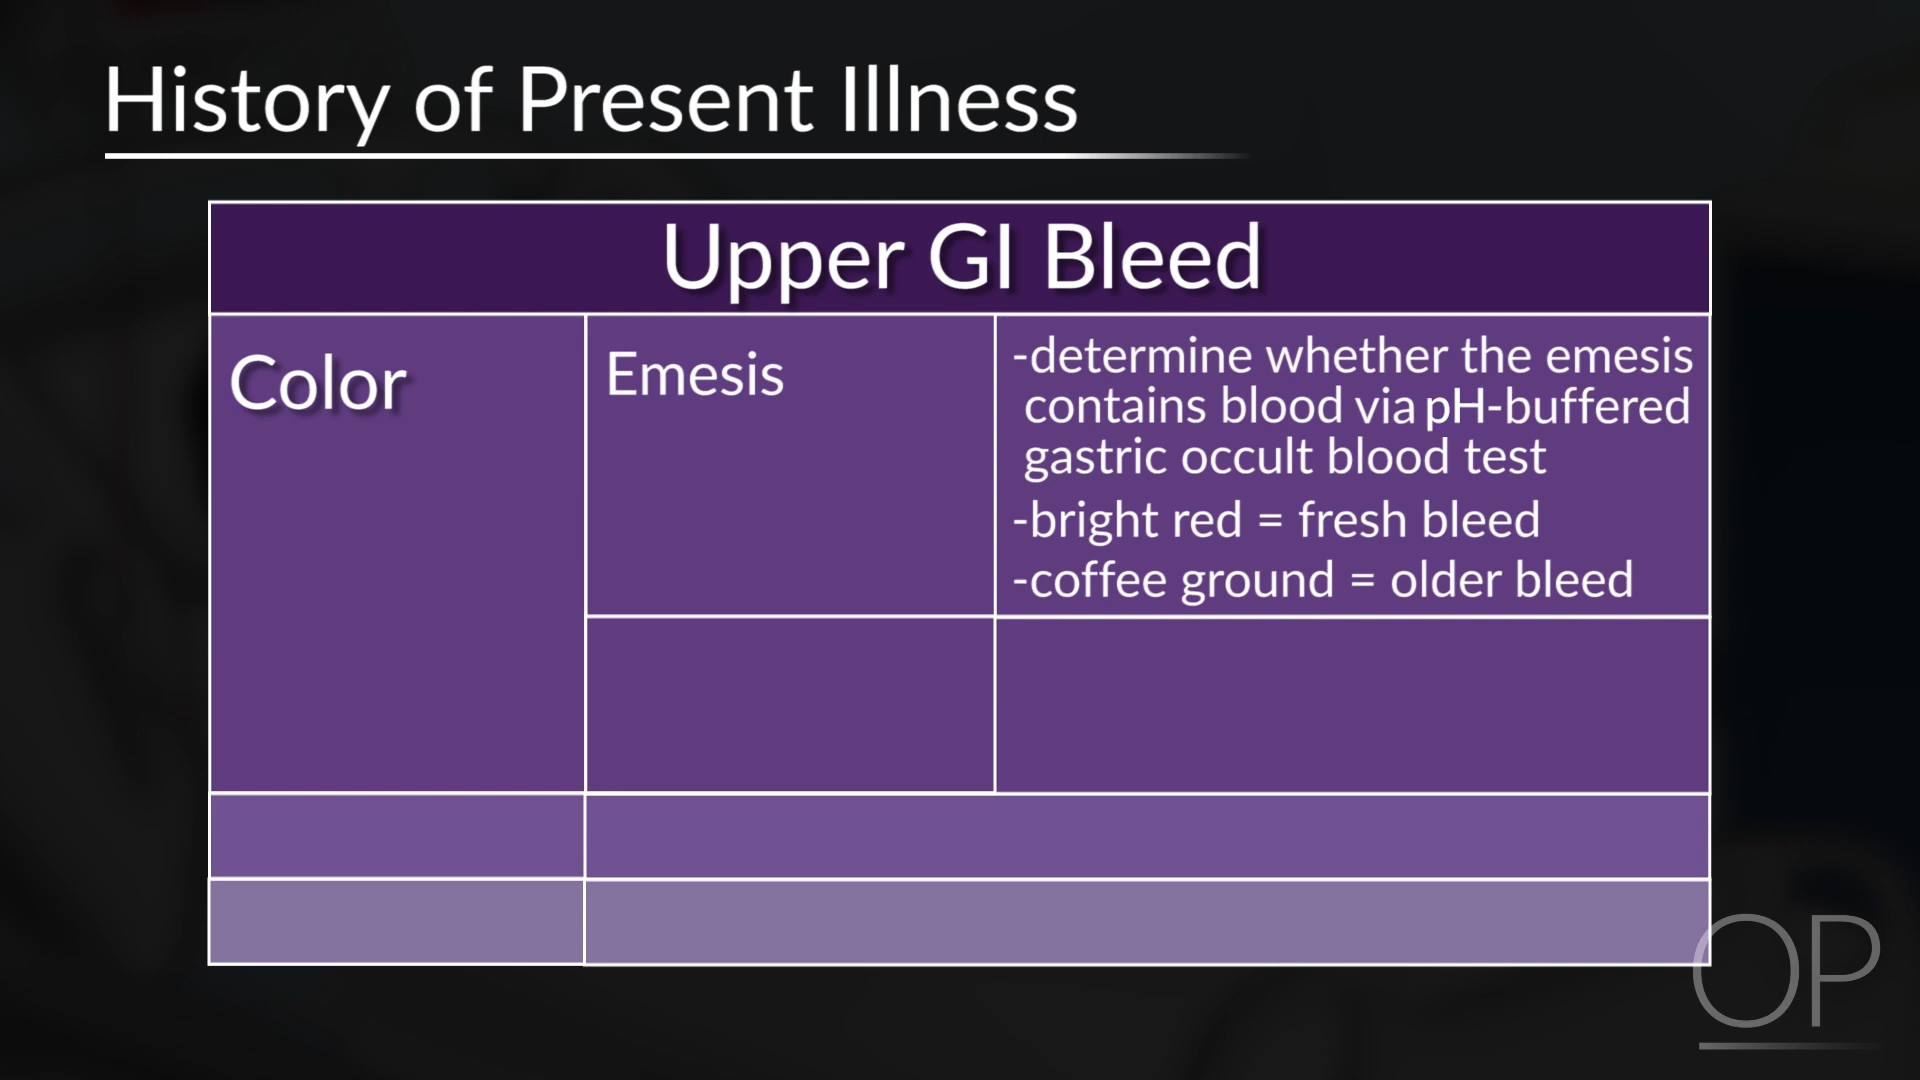 History of Present Illness
Upper GI Bleed
Color
Emesis
-determine whether the emesis
contains blood via pH-buffered
gastric occult blood test
-bright red = fresh bleed
-coffee ground = older bleed
OP